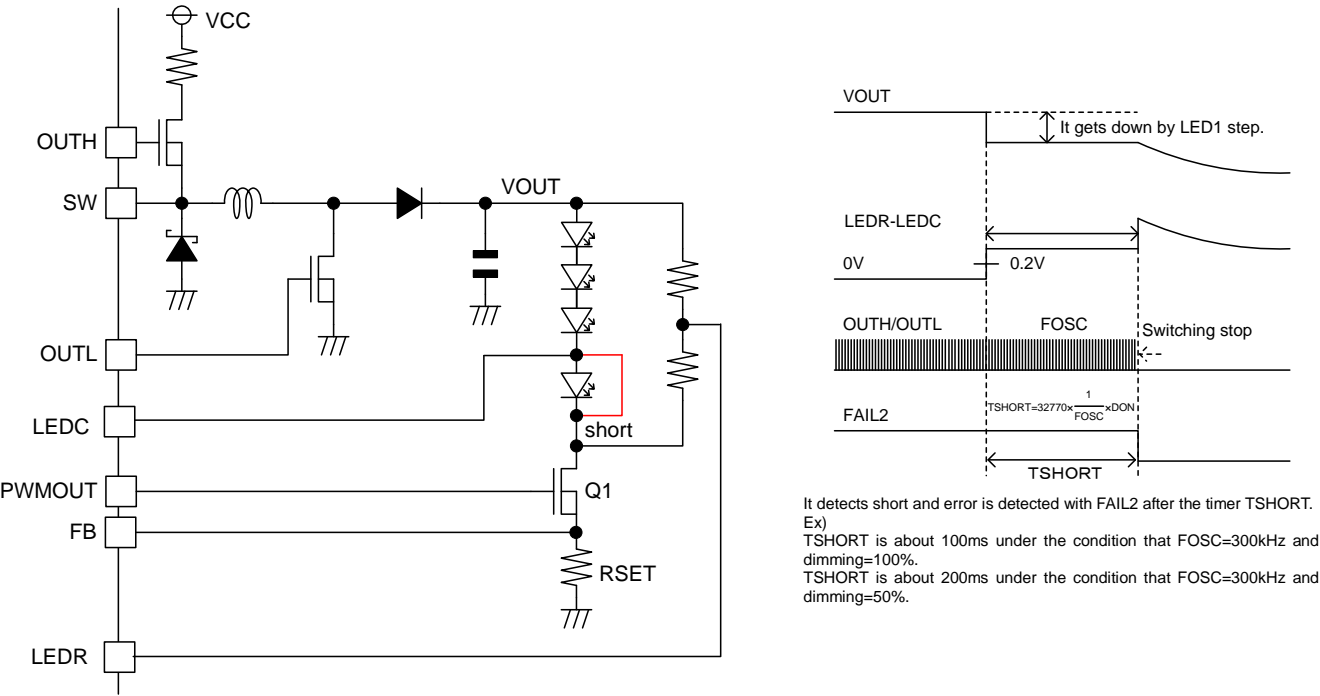 VCC
OUTH
SW
VOUT
OUTL
LEDC
short
PWMOUT
Q1
FB
RSET
LEDR
VOUT
It gets down by LED1 step.
LEDR-LEDC
0V
0.2V
OUTH/OUTL
FOSC
Switching stop
TSHORT=32770×1/FOSC×DON
FAIL2
TSHORT
It detects short and error is detected with FAIL2 after the timer TSHORT.
Ex)
TSHORT is about 100ms under the condition that FOSC=300kHz and
dimming=100%.
TSHORT is about 200ms under the condition that FOSC=300kHz and
dimming=50%.